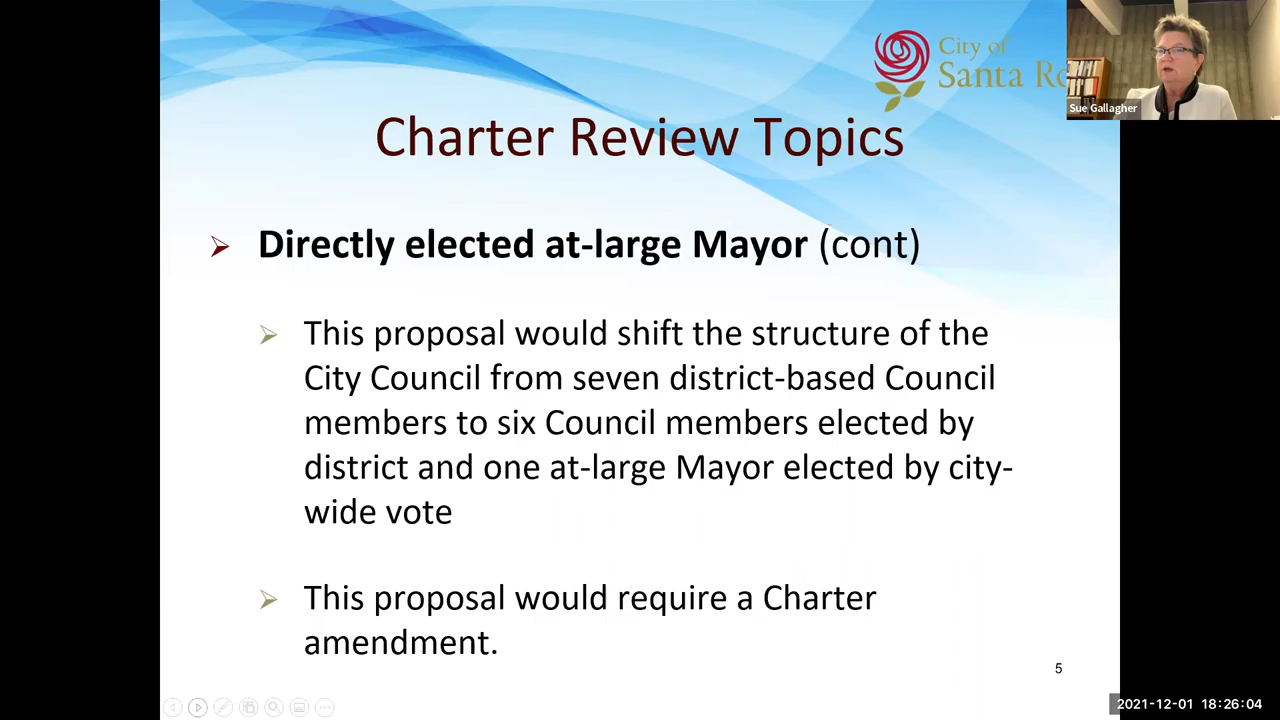 City of
Santa Ro
Sue Gallagher
Charter Review Topics
Directly elected at-large Mayor (cont)
This proposal would shift the structure of the
City Council from seven district-based Council
members to six Council members elected by
district and one at-large Mayor elected by city-
wide vote
This proposal would require a Charter
amendment.
5
2021-12-01 18:26:04